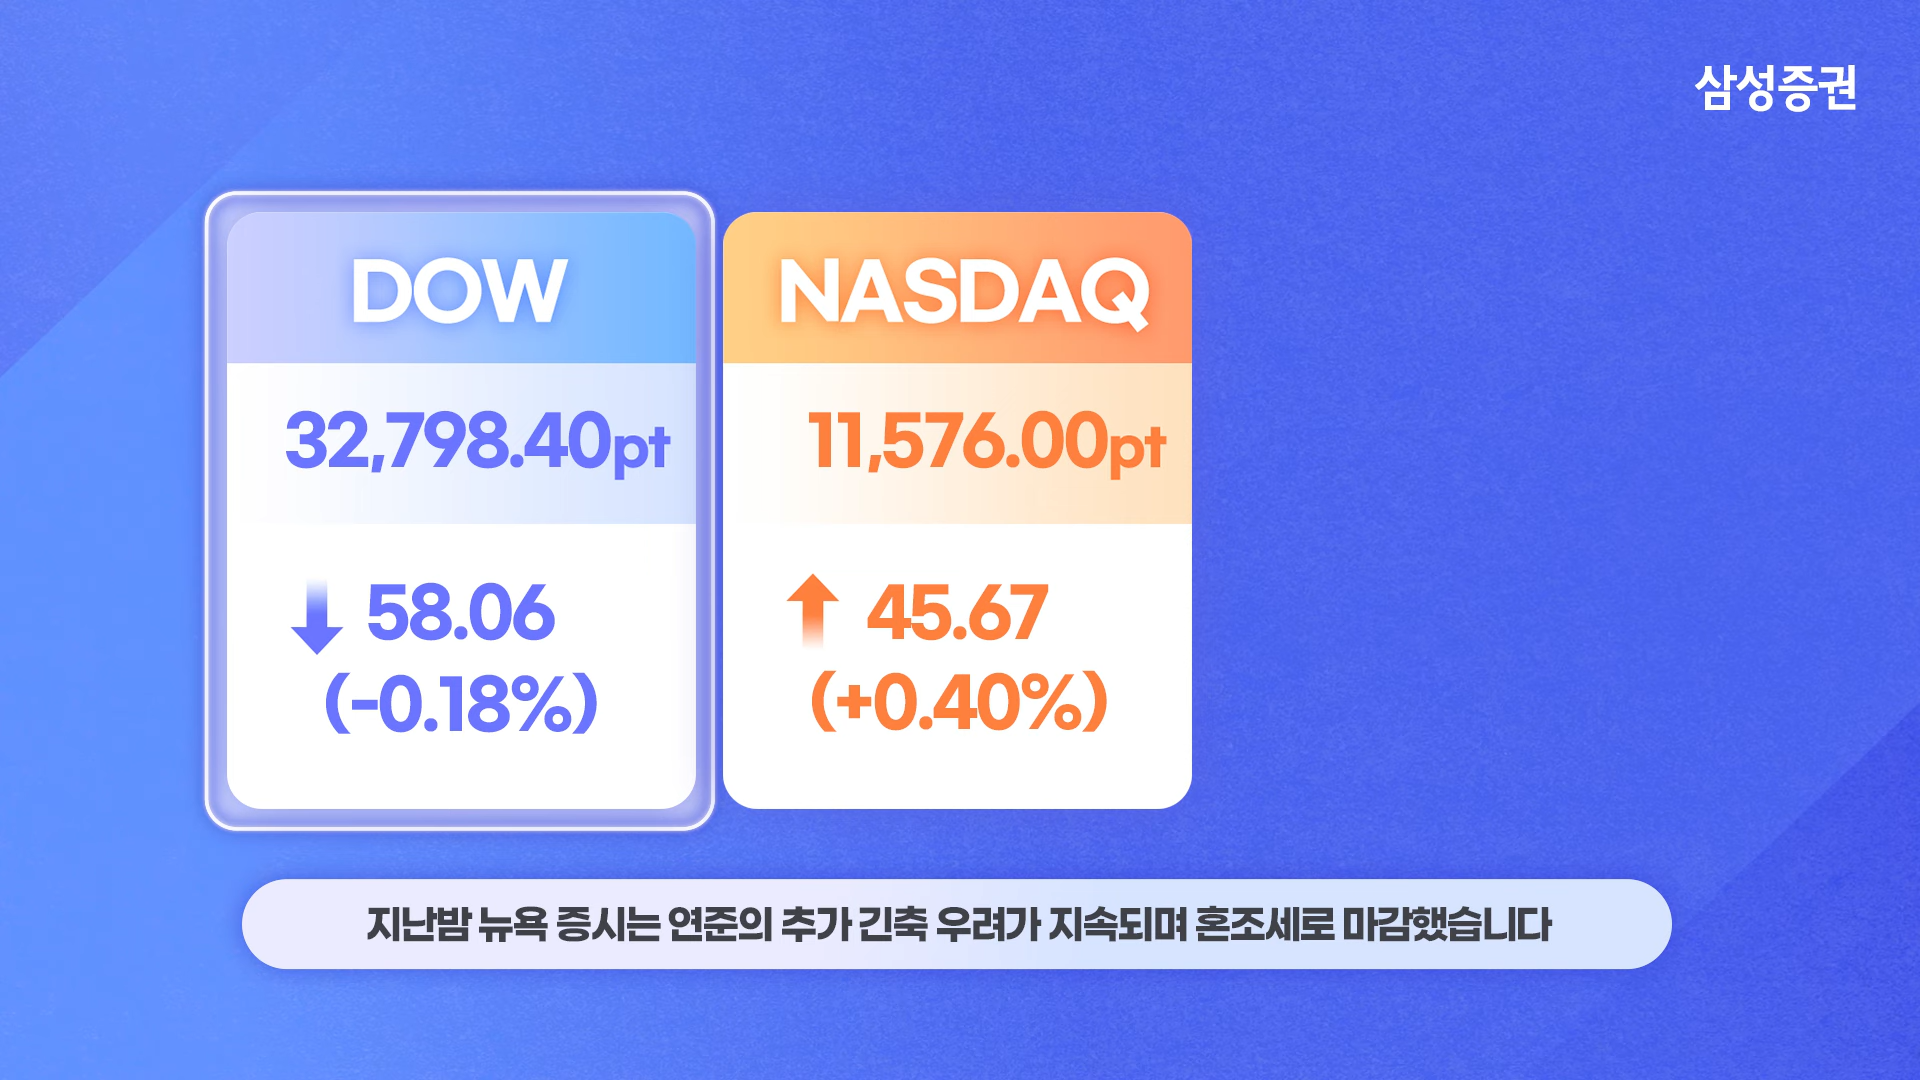 삼성증권
DOW
32,798.40pt
58.06
(-0.18%)
NASDAQ
11,576.00pt
45.67
(+0.40%)
지난밤 뉴욕 증시는 연준의 추가 긴축 우려가 지속되며 혼조세로 마감했습니다